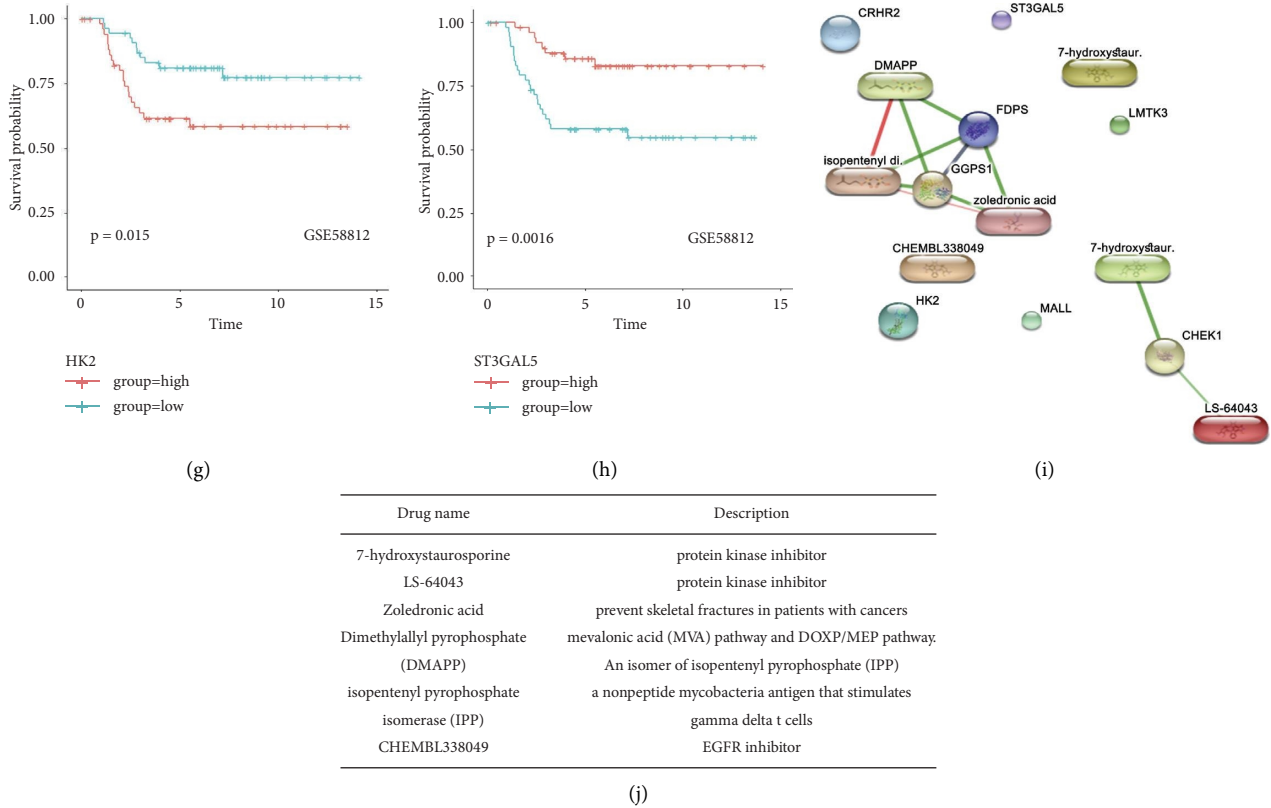 1.00
0.75
0.50
0.25
0.00
Survival probability
p = 0.015
GSE58812
0
5
10
15
Time
HK2
group=high
group=low
(g)
1.00
0.75
0.50
0.25
0.00
Survival probability
p = 0.0016
GSE58812
0
5
10
15
Time
ST3GAL5
group=high
group=low
(h)
CRHR2
ST3GAL5
7-hydroxystaur.
DMAPP
FDPS
LMTK3
isopentenyl di.
GGPS1
zoledronic acid
CHEMBL338049
7-hydroxystaur.
HK2
MALL
CHEK1
LS-64043
(i)
Drug name Description
7-hydroxystaurosporine protein kinase inhibitor
LS-64043 protein kinase inhibitor
Zoledronic acid prevent skeletal fractures in patients with cancers
Dimethylallyl pyrophosphate mevalonic acid (MVA) pathway and DOXP/MEP pathway.
(DMAPP) An isomer of isopentenyl pyrophosphate (IPP)
isopentenyl pyrophosphate a nonpeptide mycobacteria antigen that stimulates
isomerase (IPP) gamma delta t cells
CHEMBL338049 EGFR inhibitor
(j)